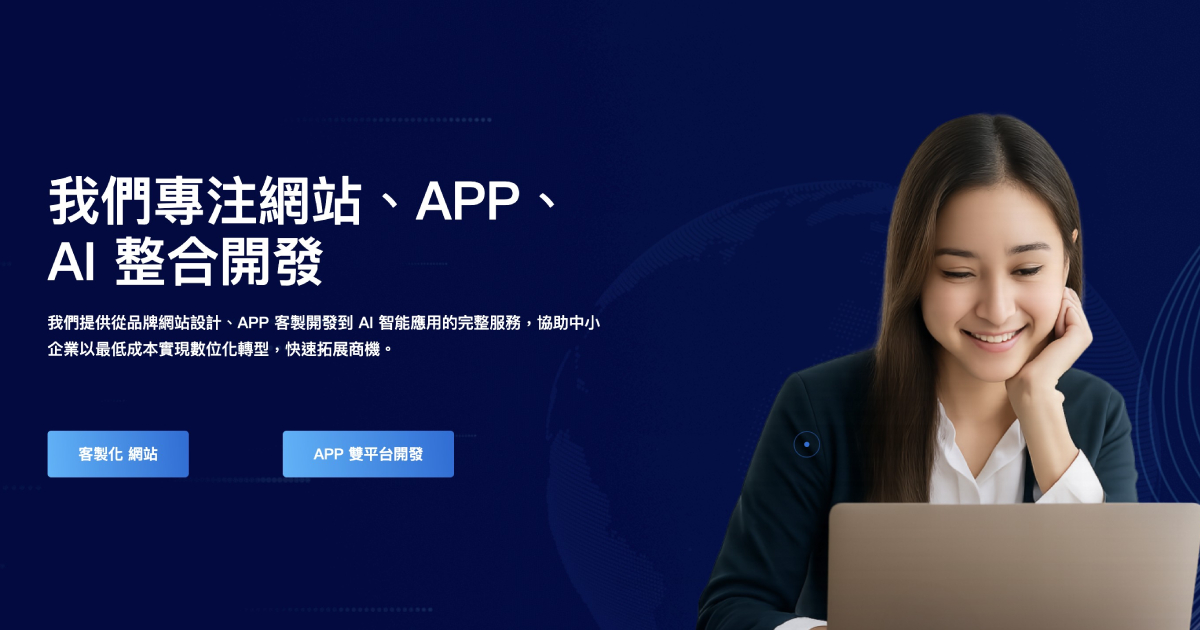 我們專注網站、APP、
AI 整合開發
我們提供從品牌網站設計、APP 客製開發到 AI 智能應用的完整服務，協助中小
企業以最低成本實現數位化轉型，快速拓展商機。
客製化 網站
APP 雙平台開發